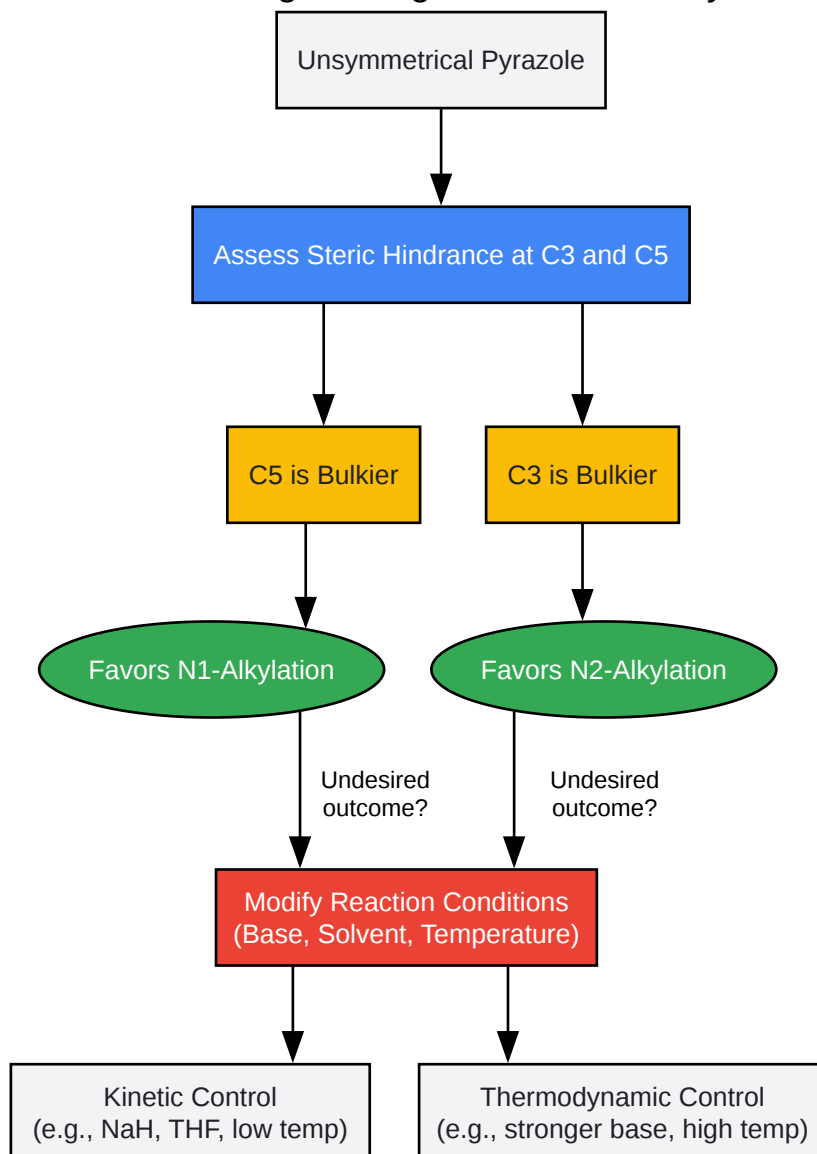 Unsymmetrical Pyrazole
Assess Steric Hindrance at C3 and C5
C5 is Bulkier
C3 is Bulkier
Favors N1-Alkylation
Favors N2-Alkylation
Undesired
outcome?
Undesired
outcome?
Modify Reaction Conditions
(Base, Solvent, Temperature)
Kinetic Control
(e.g., NaH, THF, low temp)
Thermodynamic Control
(e.g., stronger base, high temp)